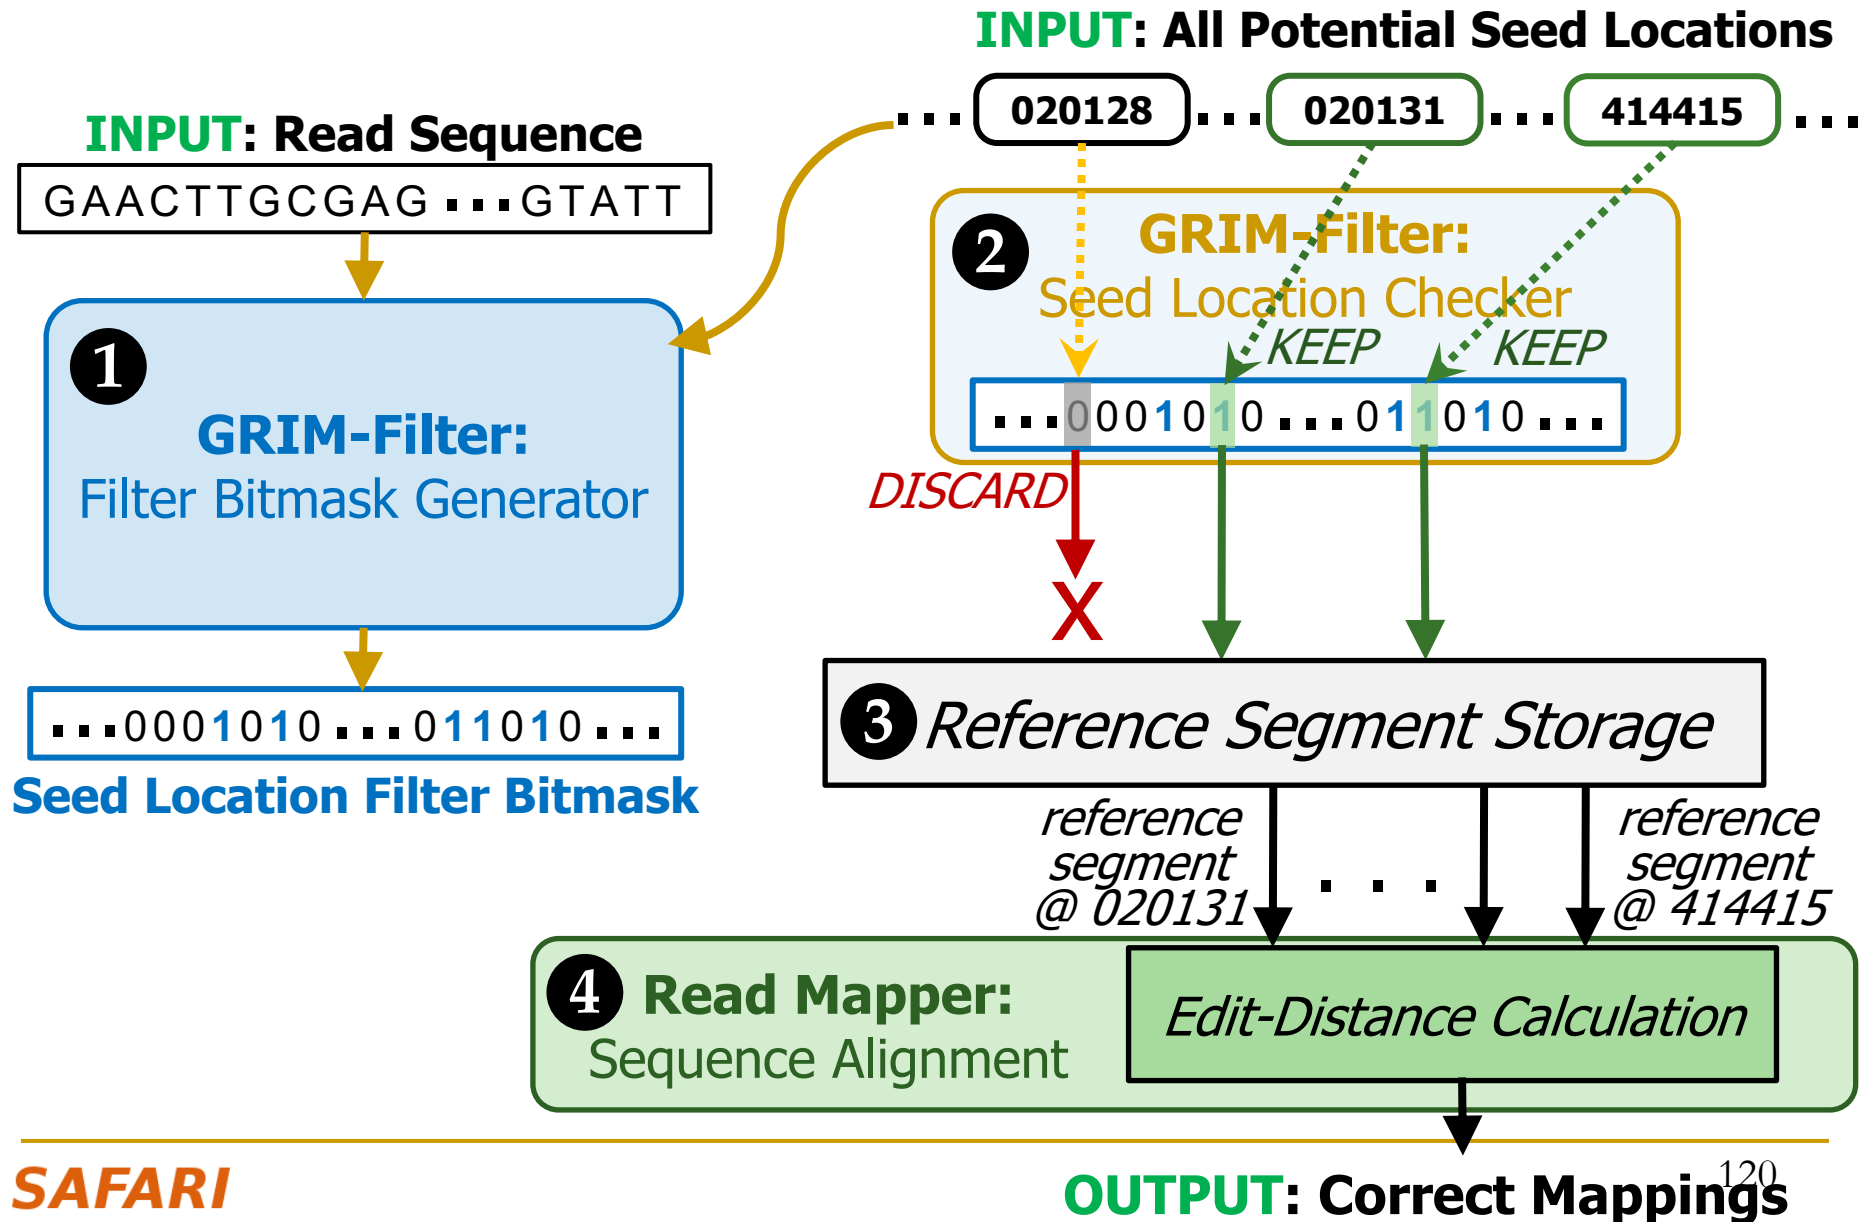 INPUT: All Potential Seed Locations
... 020128 ... 020131 ... 414415 ...
INPUT: Read Sequence
GAACTTGCGAG ... GTATT
1
GRIM-Filter:
Filter Bitmask Generator
...0001010...011010...
Seed Location Filter Bitmask
2
GRIM-Filter:
Seed Location Checker
KEEP
KEEP
...0001010...011010...
DISCARD
X
3 Reference Segment Storage
reference
segment
@ 020131
. . .
reference
segment
@ 414415
4 Read Mapper:
Sequence Alignment
Edit-Distance Calculation
SAFARI
OUTPUT: Correct Mappings
120